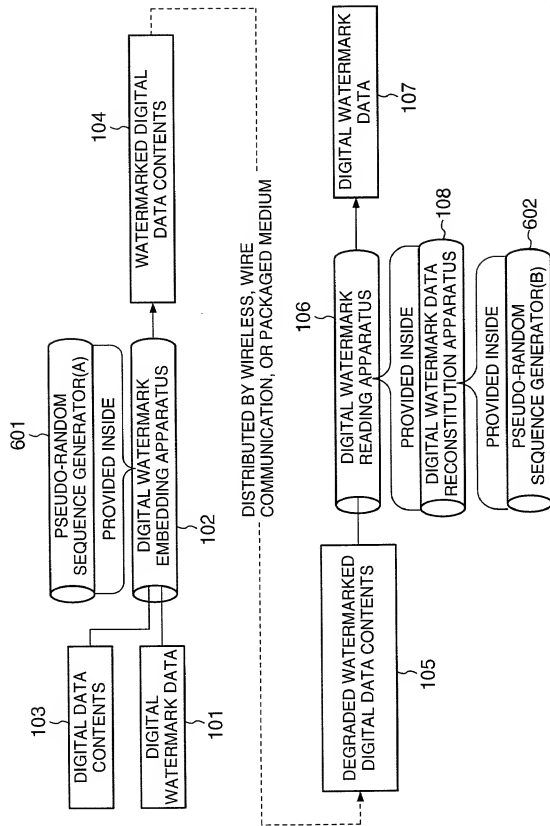 601
PSEUDO-RANDOM
SEQUENCE GENERATOR(A)
PROVIDED INSIDE
103
DIGITAL DATA
CONTENTS
DIGITAL WATERMARK
EMBEDDING APPARATUS
102
104
WATERMARKED DIGITAL
DATA CONTENTS
DIGITAL
WATERMARK DATA
101
DISTRIBUTED BY WIRELESS, WIRE
COMMUNICATION, OR PACKAGED MEDIUM
DEGRADED WATERMARKED
DIGITAL DATA CONTENTS
105
106
DIGITAL WATERMARK
READING APPARATUS
DIGITAL WATERMARK
DATA
107
PROVIDED INSIDE
108
DIGITAL WATERMARK DATA
RECONSTITUTION APPARATUS
PROVIDED INSIDE
602
PSEUDO-RANDOM
SEQUENCE GENERATOR(B)